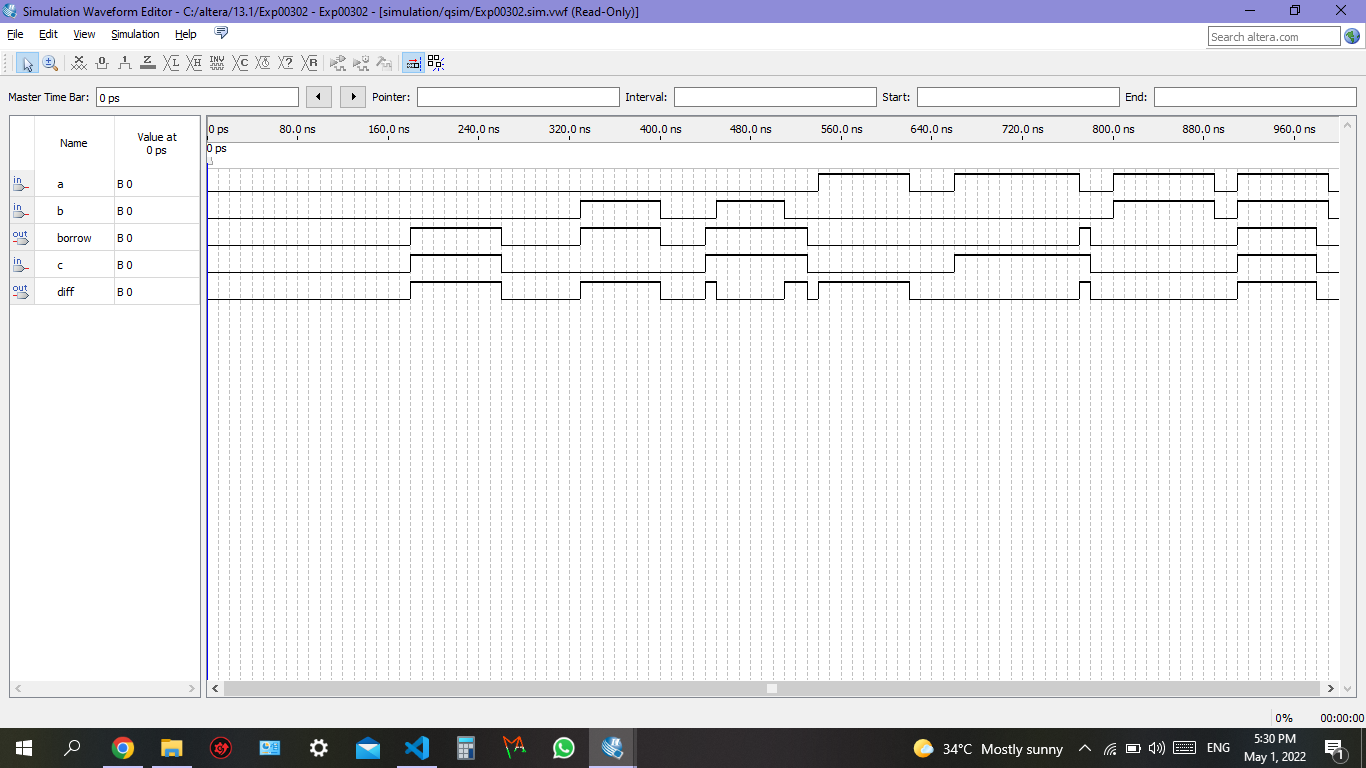 Simulation Waveform Editor - C:/altera/13.1/Exp00302 - Exp00302 - [simulation/qsim/Exp00302.sim.vwf (Read-Only)]
File Edit View Simulation Help
Search altera.com
Master Time Bar: 0 ps Pointer: Interval: Start: End:
Name Value at 0 ps
0 ps 80.0 ns 160.0 ns 240.0 ns 320.0 ns 400.0 ns 480.0 ns 560.0 ns 640.0 ns 720.0 ns 800.0 ns 880.0 ns 960.0 ns
0 ps
in a B 0
in b B 0
out borrow B 0
in c B 0
out diff B 0
0% 00:00:00
34°C Mostly sunny ENG 5:30 PM
May 1, 2022 1